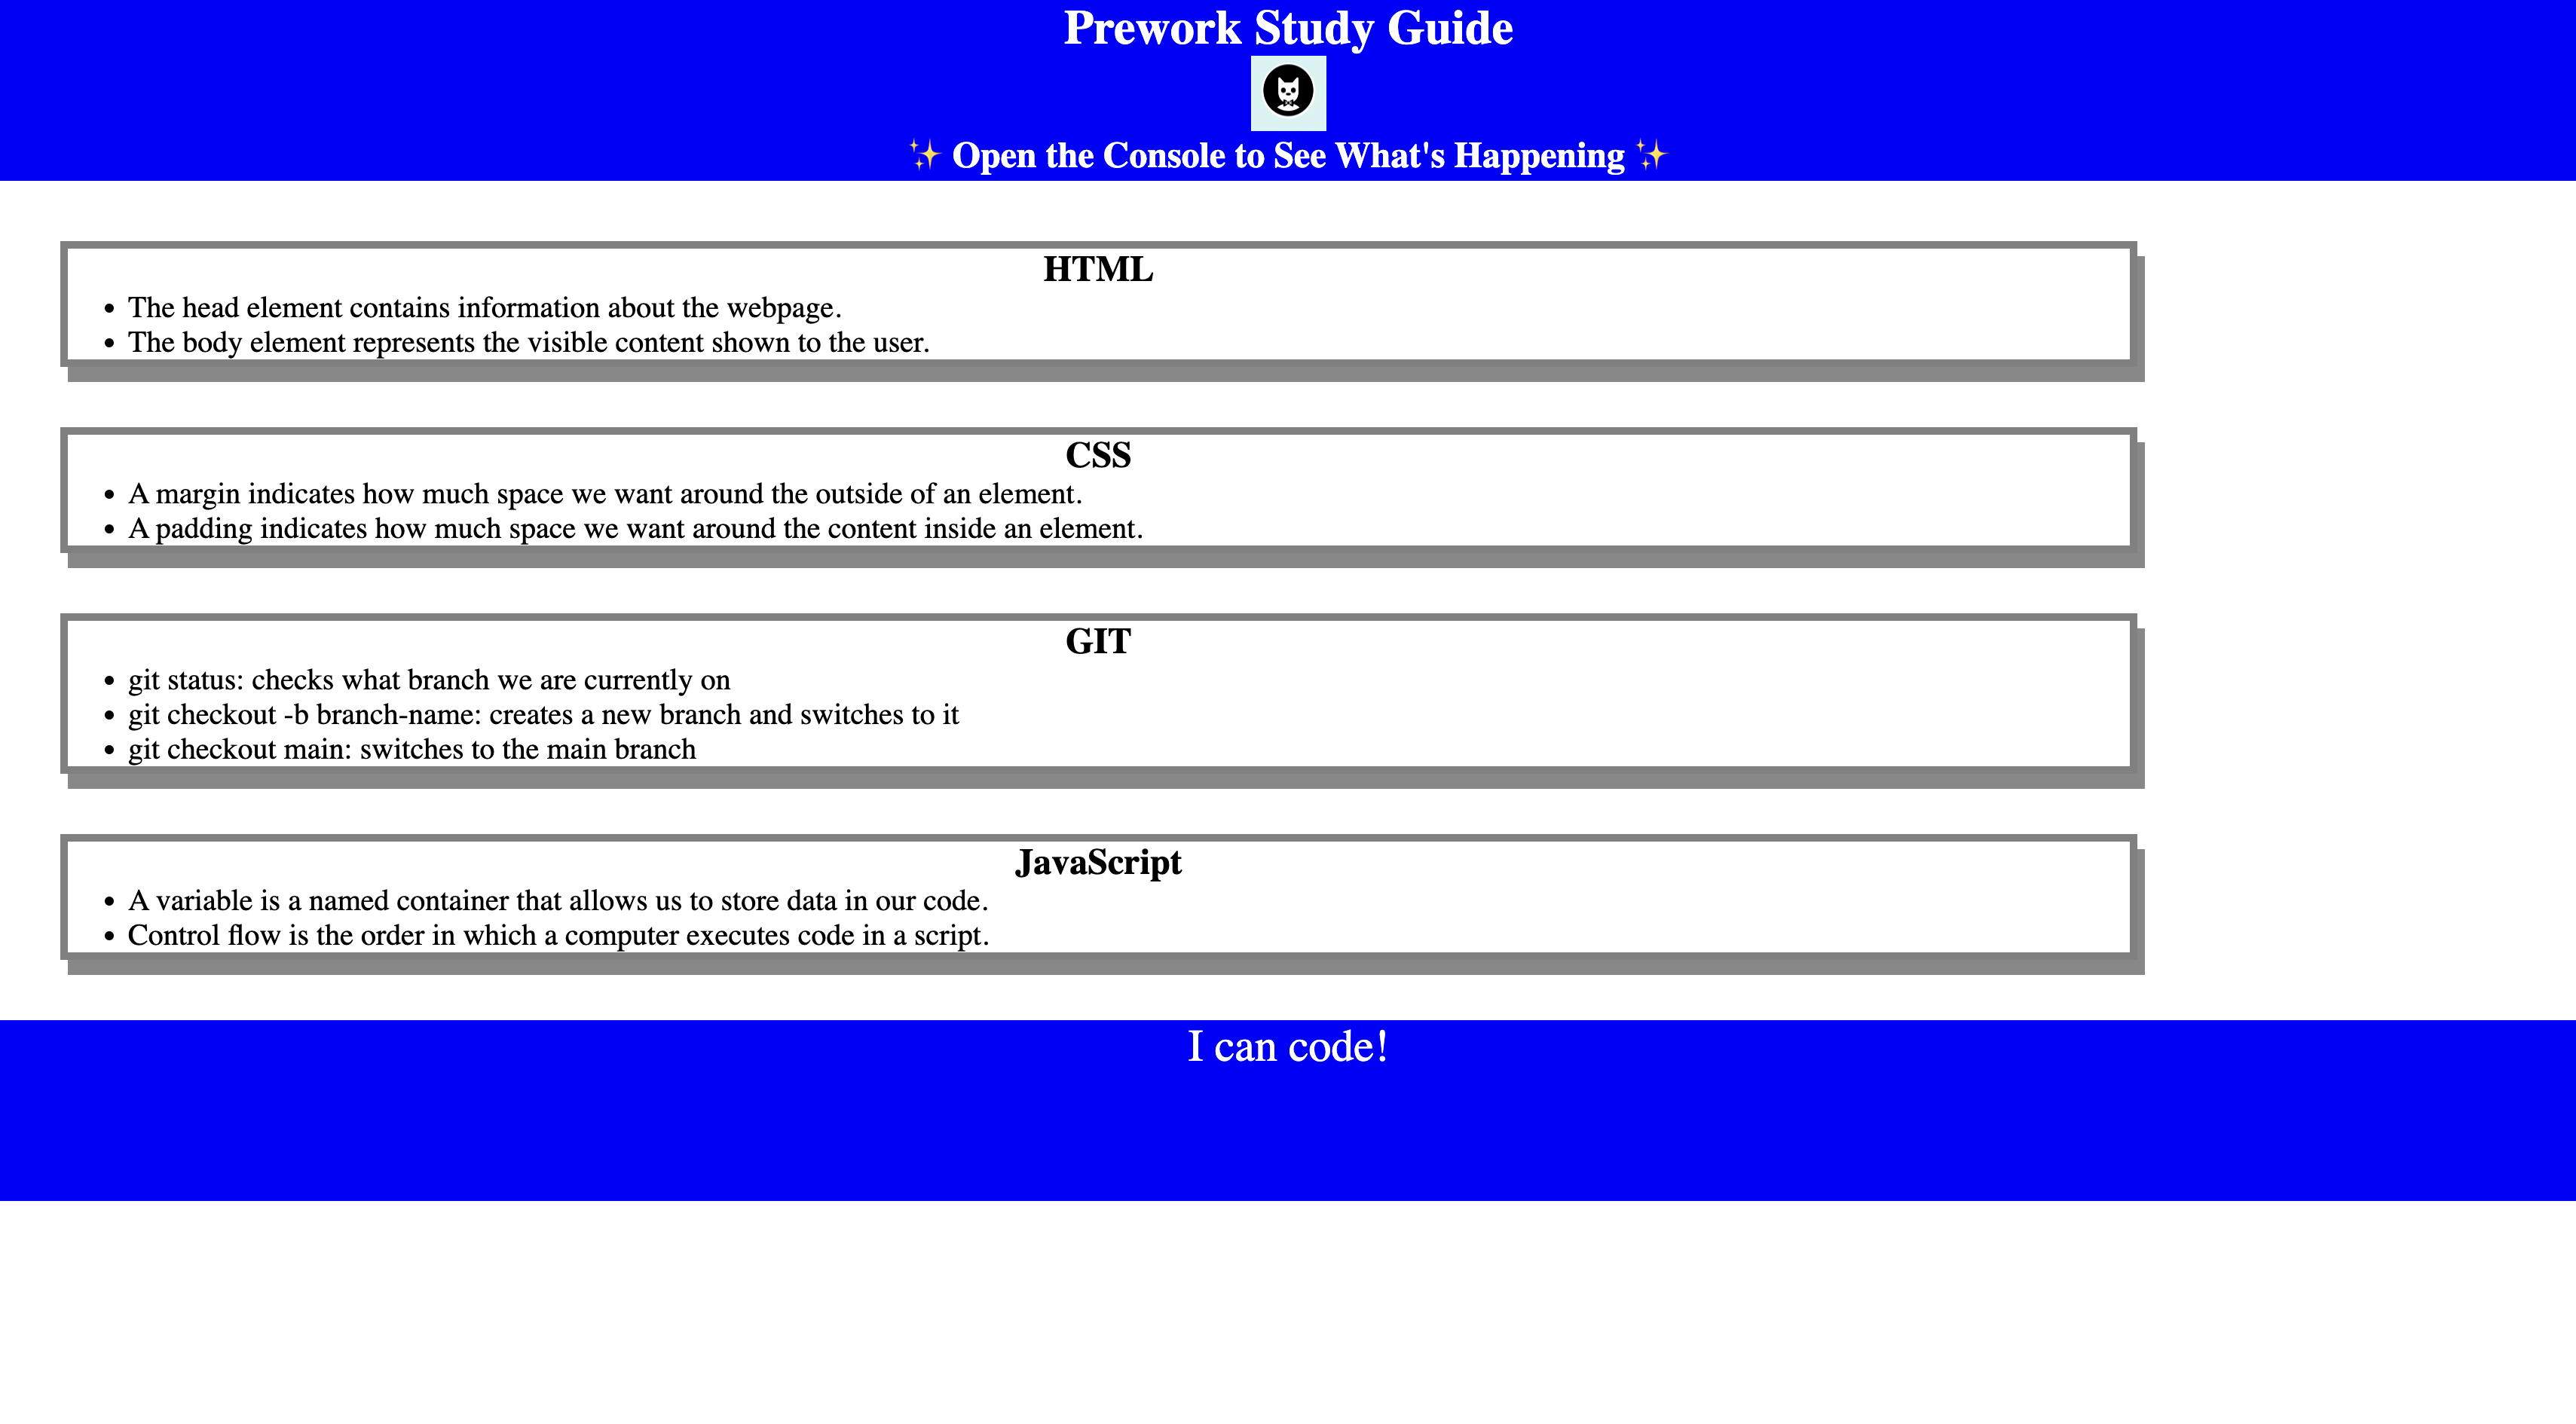 Prework Study Guide
✨ Open the Console to See What's Happening ✨
HTML
• The head element contains information about the webpage.
• The body element represents the visible content shown to the user.
CSS
• A margin indicates how much space we want around the outside of an element.
• A padding indicates how much space we want around the content inside an element.
GIT
• git status: checks what branch we are currently on
• git checkout -b branch-name: creates a new branch and switches to it
• git checkout main: switches to the main branch
JavaScript
• A variable is a named container that allows us to store data in our code.
• Control flow is the order in which a computer executes code in a script.
I can code!